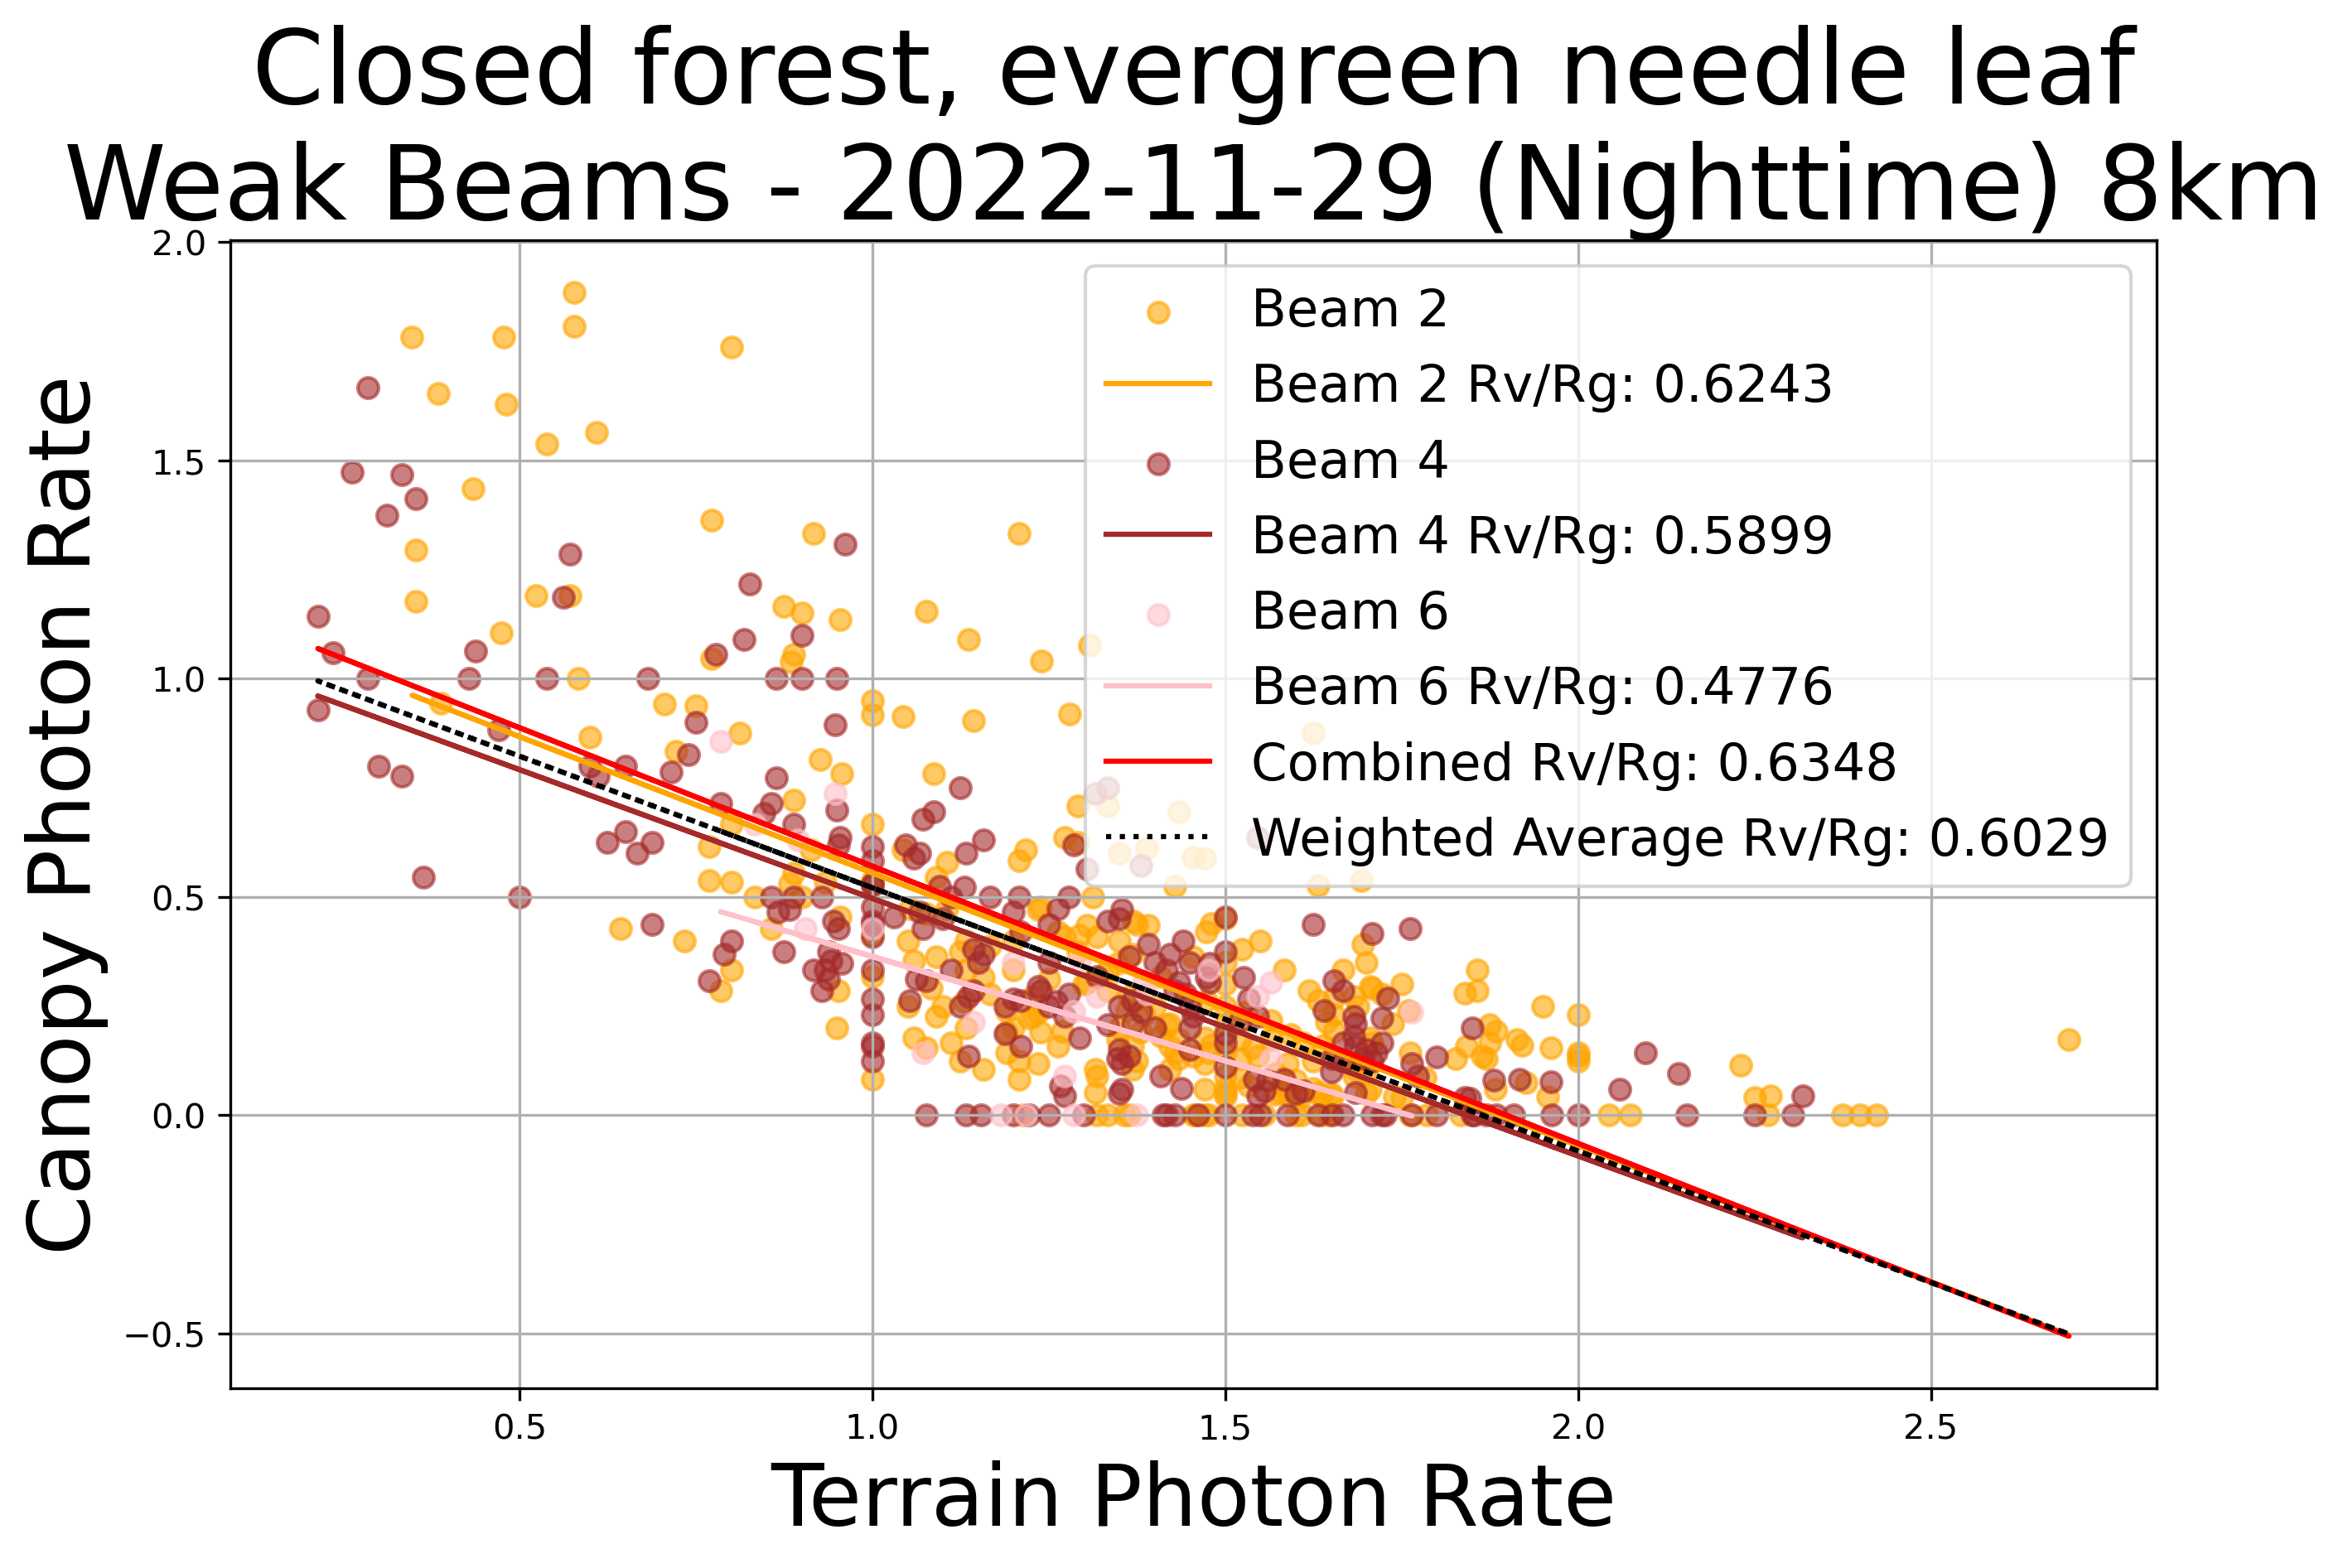 Closed forest, evergreen needle leaf
Weak Beams - 2022-11-29 (Nighttime) 8km
2.0
1.5
1.0
0.5
0.0
−0.5
Canopy Photon Rate
Beam 2
Beam 2 Rv/Rg: 0.6243
Beam 4
Beam 4 Rv/Rg: 0.5899
Beam 6
Beam 6 Rv/Rg: 0.4776
Combined Rv/Rg: 0.6348
Weighted Average Rv/Rg: 0.6029
0.5
1.0
1.5
2.0
2.5
Terrain Photon Rate